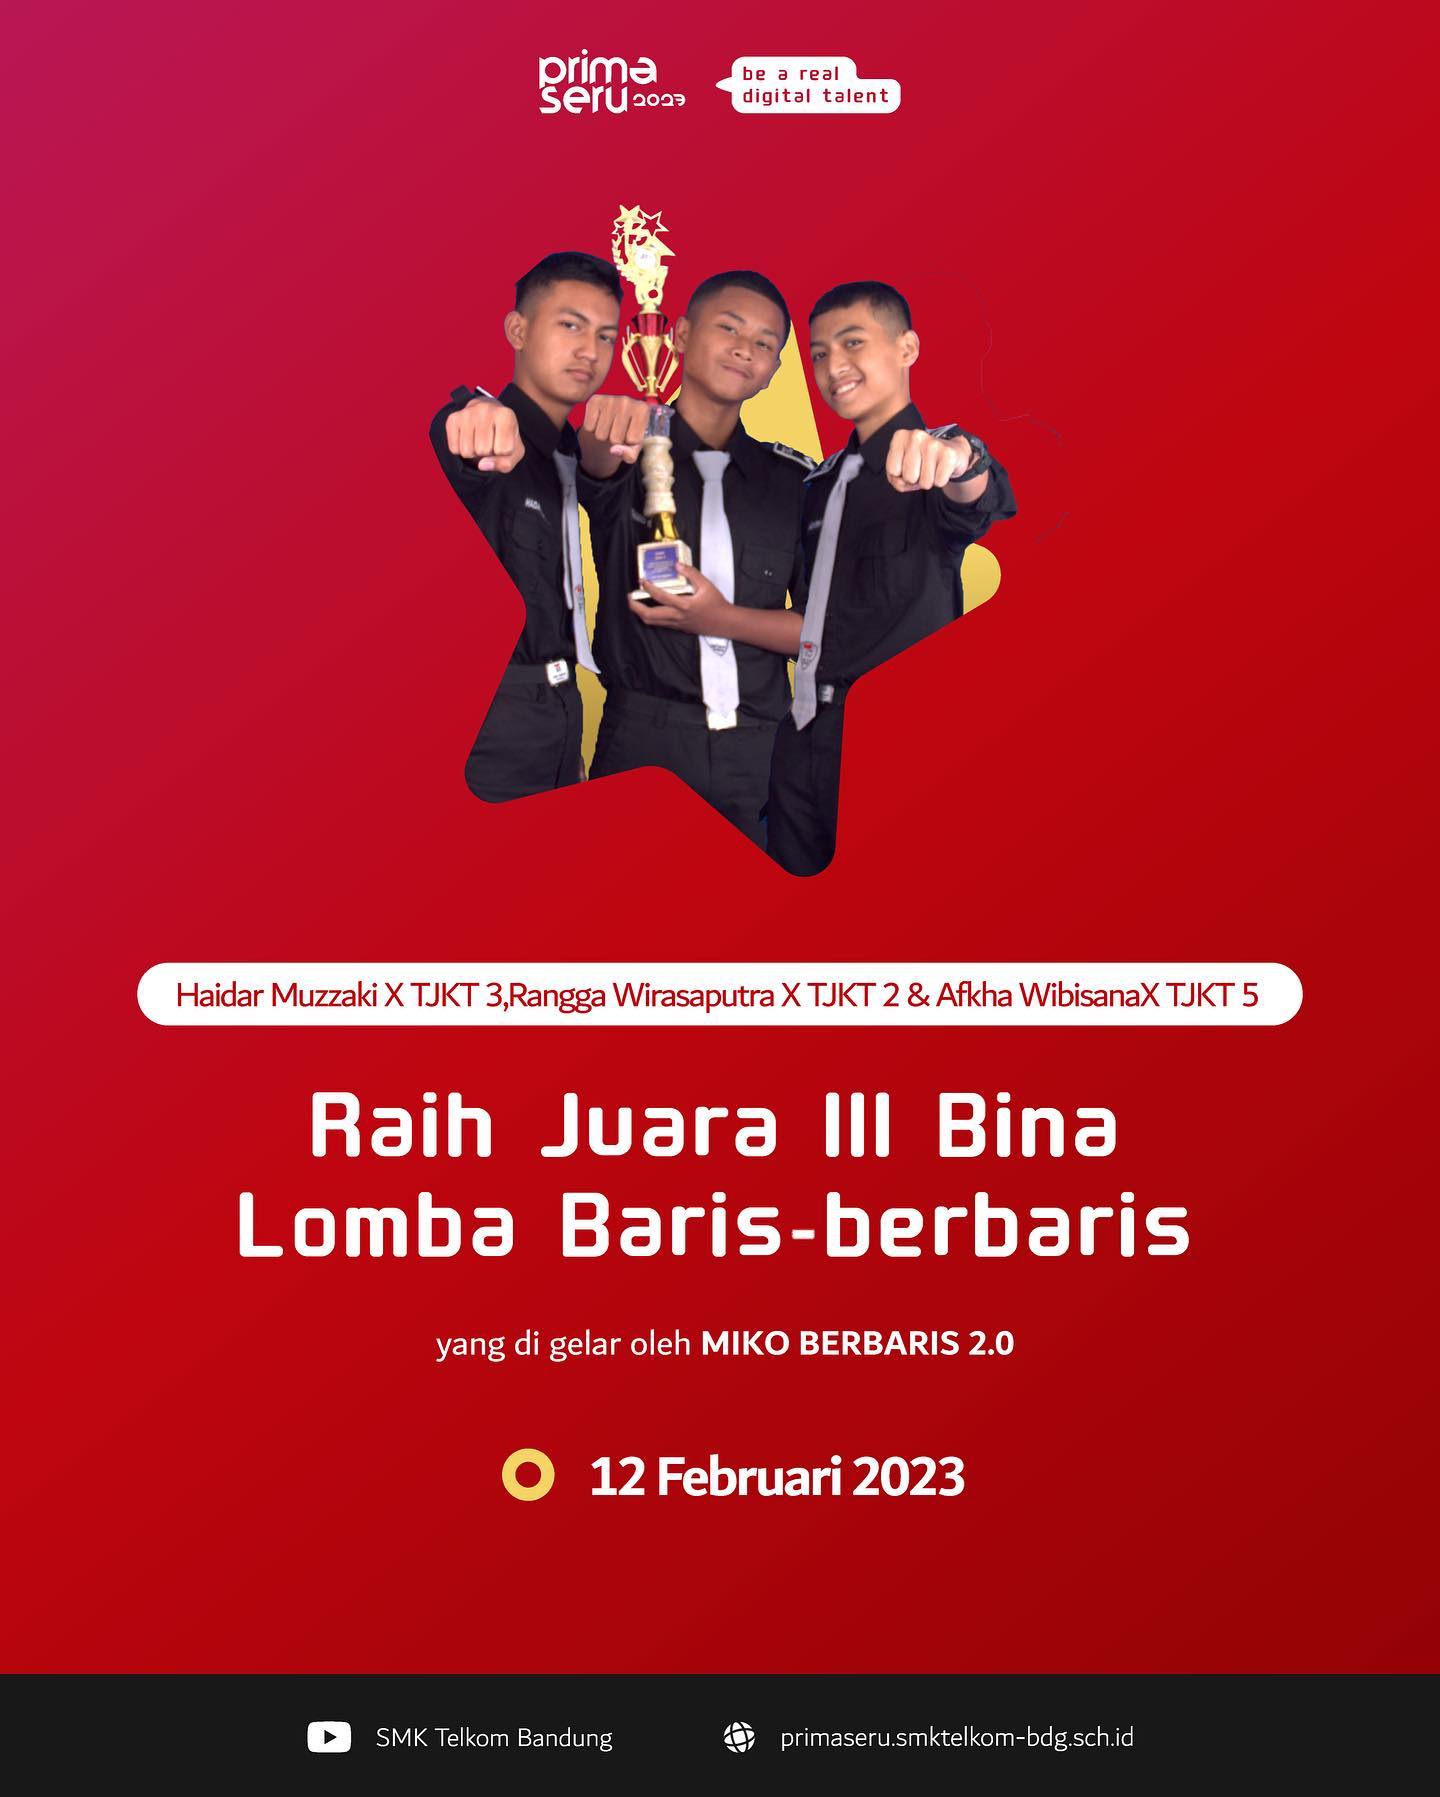 prima
seru 2023
be a real
digital talent
Haidar Muzzaki X TJKT 3,Rangga Wirasaputra X TJKT 2 & Afkha WibisanaX TJKT 5
Raih Juara III Bina
Lomba Baris-berbaris
yang di gelar oleh MIKO BERBARIS 2.0
12 Februari 2023
SMK Telkom Bandung
primaseru.smktelkom-bdg.sch.id